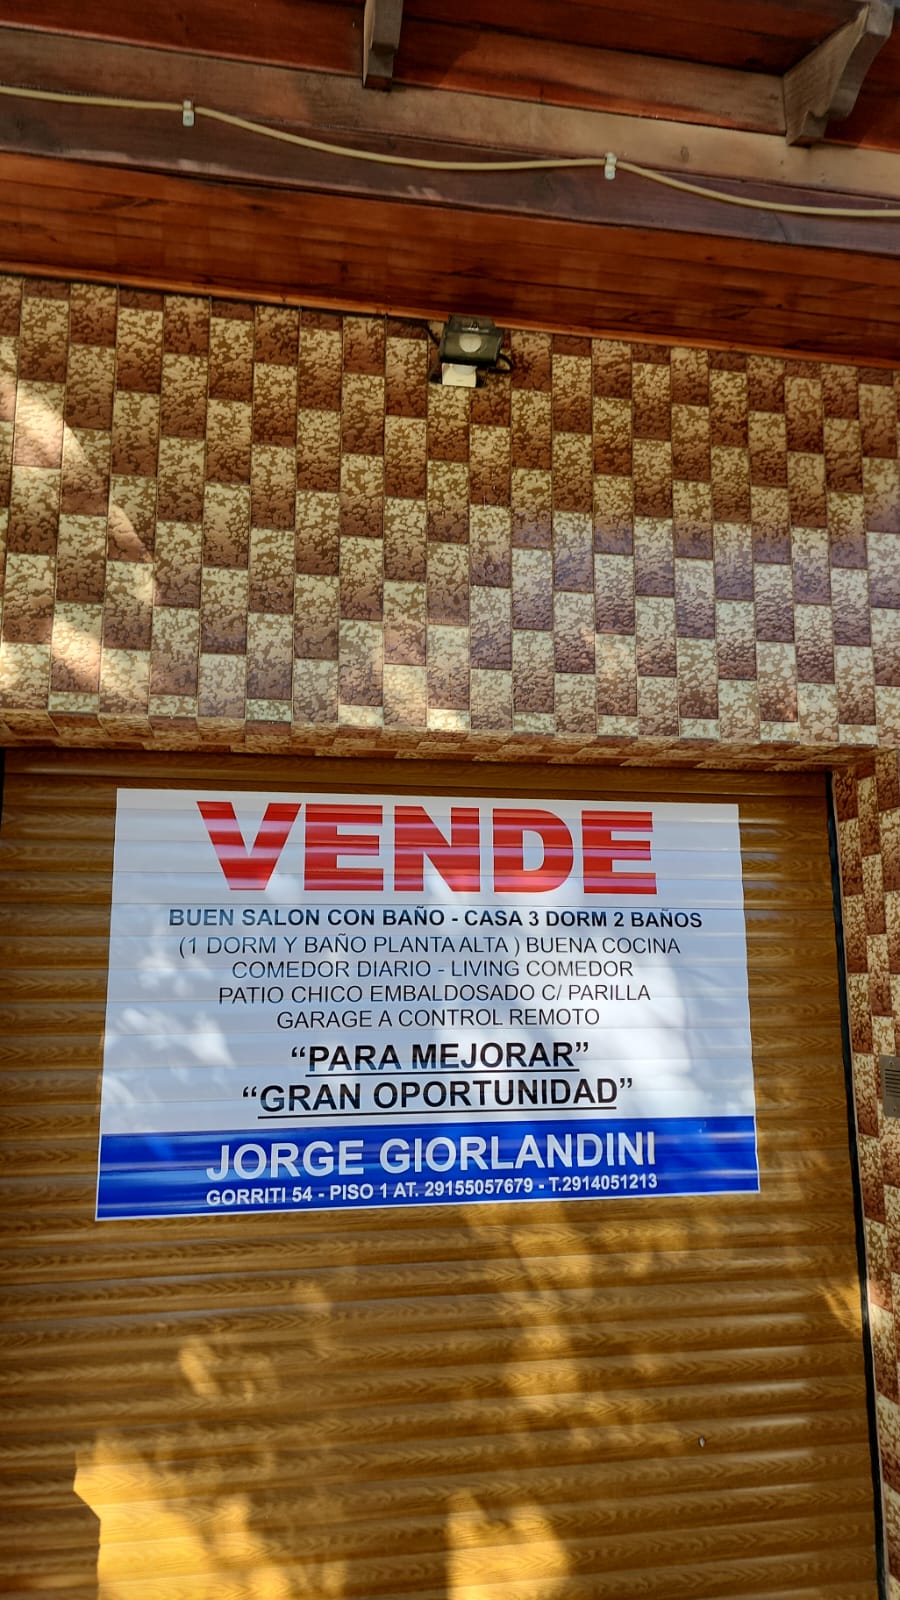 VENDE
BUEN SALON CON BAÑO - CASA 3 DORM 2 BAÑOS
(1 DORM Y BAÑO PLANTA ALTA ) BUENA COCINA
COMEDOR DIARIO - LIVING COMEDOR
PATIO CHICO EMBALDOSADO C/ PARILLA
GARAGE A CONTROL REMOTO
“PARA MEJORAR”
“GRAN OPORTUNIDAD”
JORGE GIORLANDINI
GORRITI 54 - PISO 1 AT. 29155057679 - T.2914051213